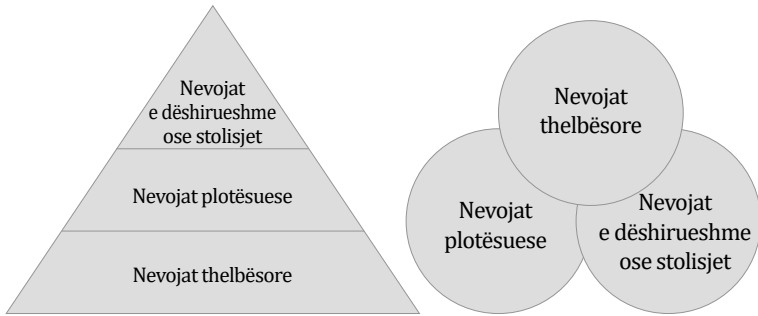 Nevojat
e dëshirueshme
ose stolisjet
Nevojat plotësuese
Nevojat thelbësore
Nevojat
thelbësore
Nevojat
plotësuese
Nevojat
e dëshirueshme
ose stolisjet